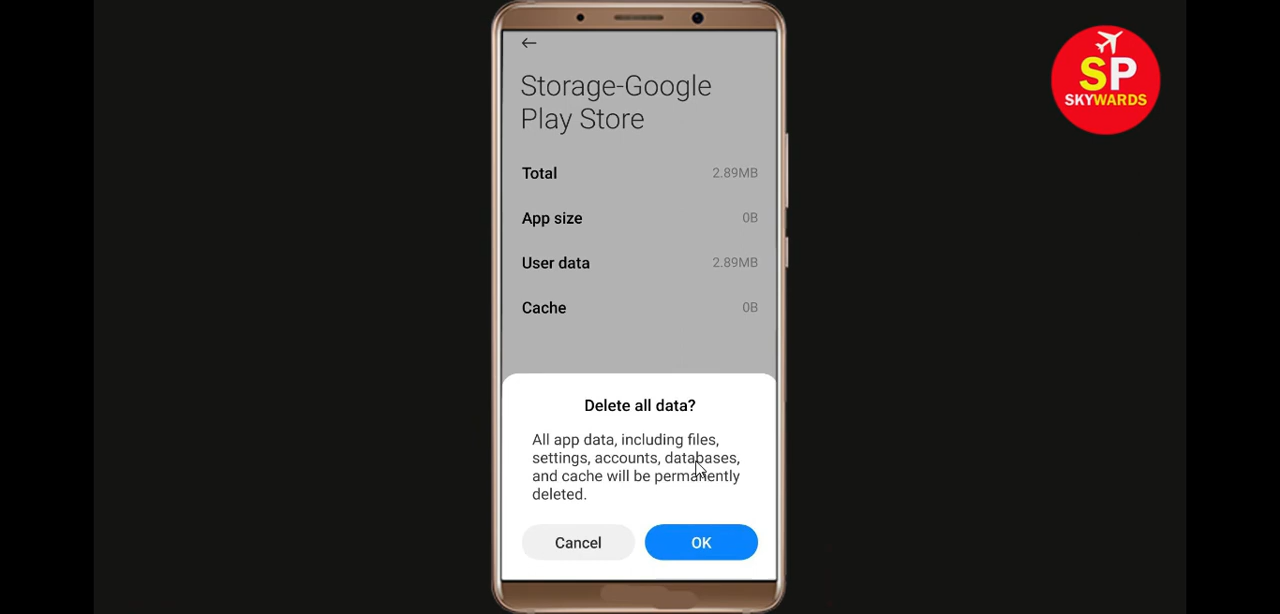 SP
SKYWARDS
Storage-Google
Play Store
Total 2.89MB
App size 0B
User data 2.89MB
Cache 0B
Delete all data?
All app data, including files,
settings, accounts, databases,
and cache will be permanently
deleted.
Cancel OK